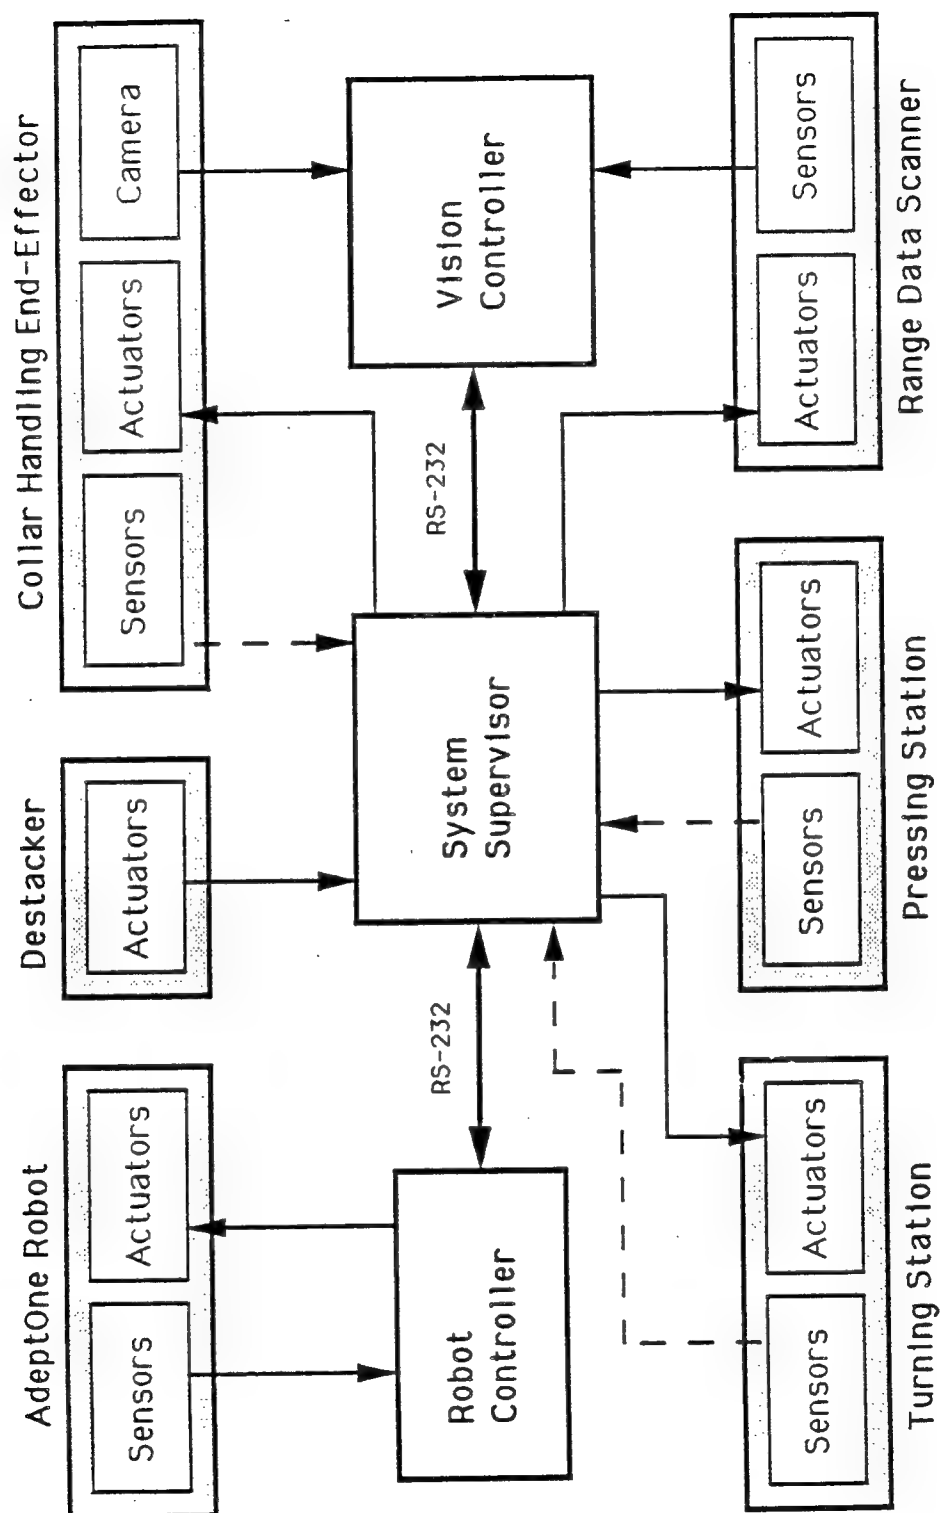 AdeptOne Robot
Sensors
Actuators
Destacker
Actuators
Collar Handling End-Effector
Sensors
Actuators
Camera
Robot
Controller
RS-232
System
Supervisor
RS-232
Vision
Controller
Sensors
Actuators
Turning Station
Sensors
Actuators
Pressing Station
Actuators
Sensors
Range Data Scanner